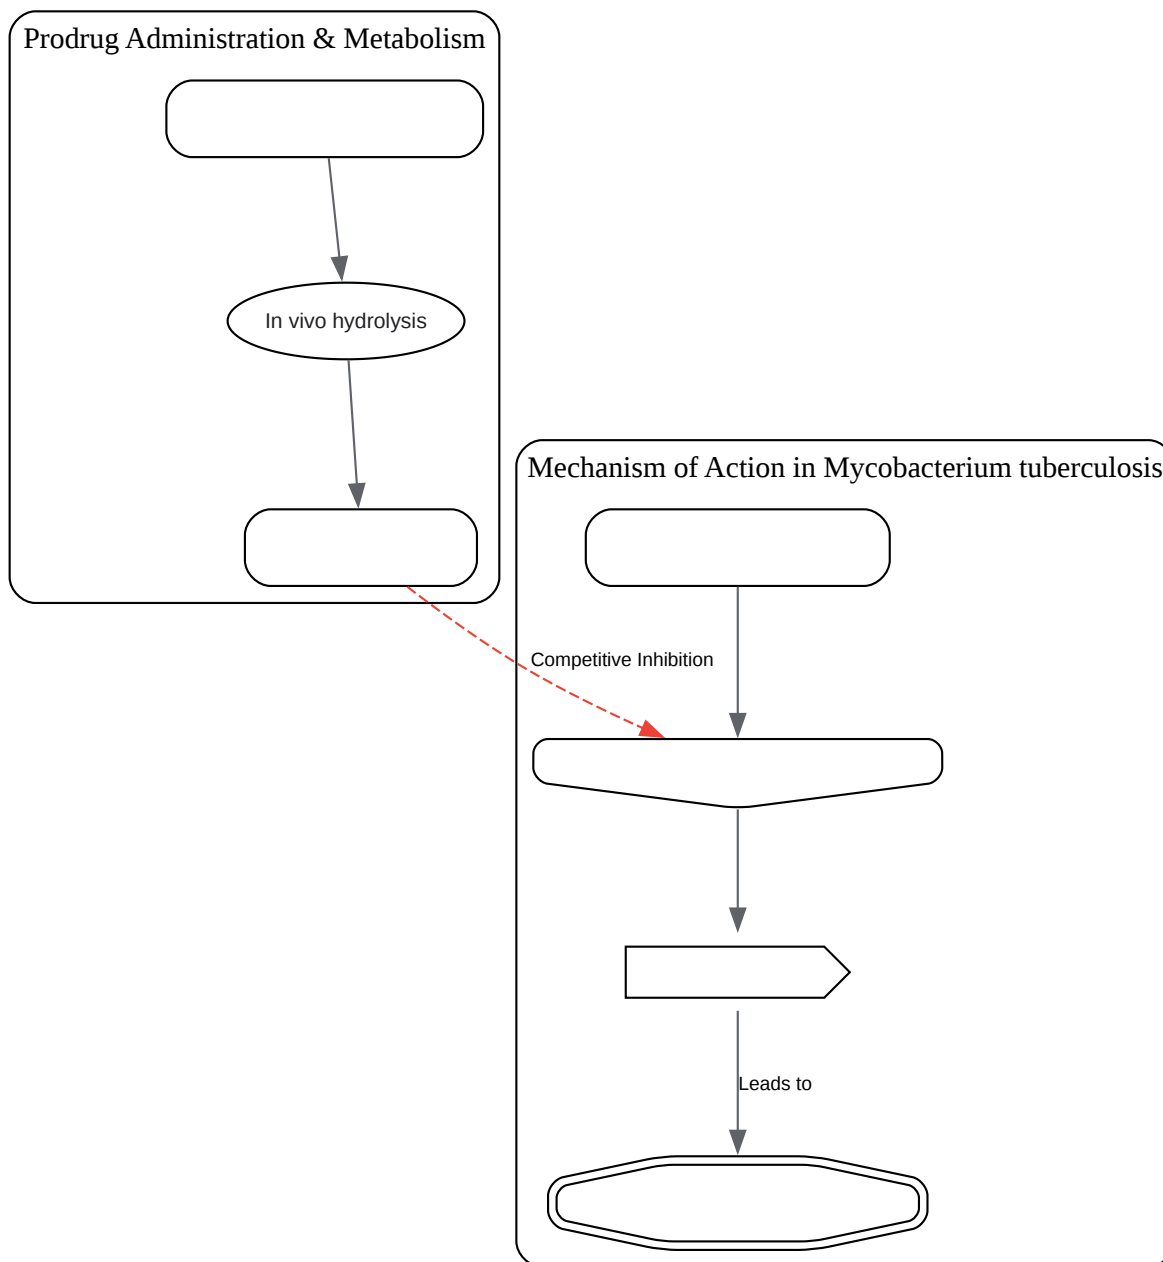 Prodrug Administration & Metabolism
In vivo hydrolysis
Mechanism of Action in Mycobacterium tuberculosis
Competitive Inhibition
Leads to